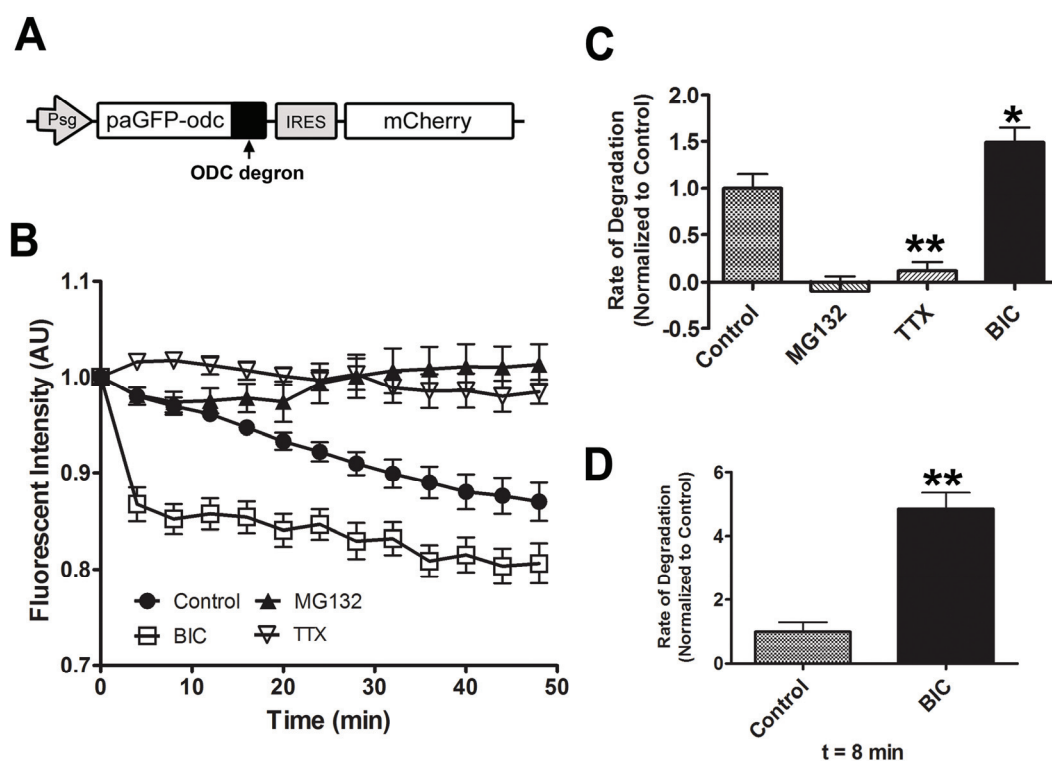 A
Psg
paGFP-odc
IRES
mCherry
ODC degron
B
Fluorescent Intensity (AU)
1.1
1.0
0.9
0.8
0.7
Control
MG132
BIC
TTX
0
10
20
30
40
50
Time (min)
C
Rate of Degradation
(Normalized to Control)
2.0
1.5
1.0
0.5
0.0
-0.5
**
*
Control
MG132
TTX
BIC
D
Rate of Degradation
(Normalized to Control)
6
4
2
0
**
Control
BIC
t = 8 min